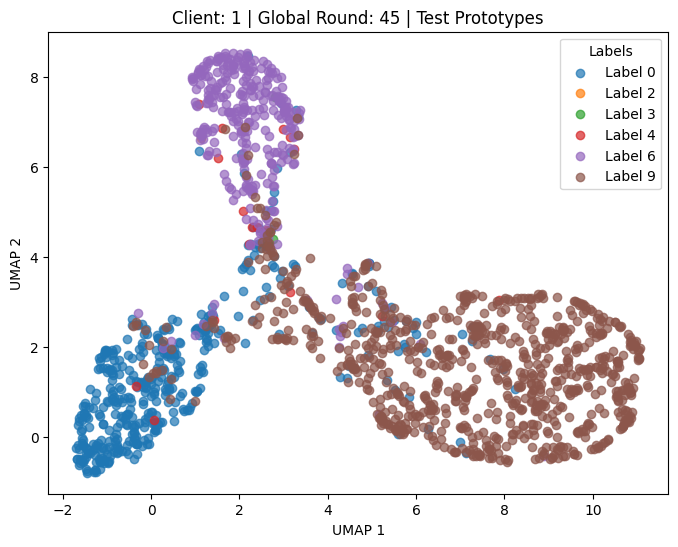 Client: 1 | Global Round: 45 | Test Prototypes
Labels
Label 0
Label 2
Label 3
Label 4
Label 6
Label 9
UMAP 2
8
6
4
2
0
−2
0
2
4
6
8
10
UMAP 1